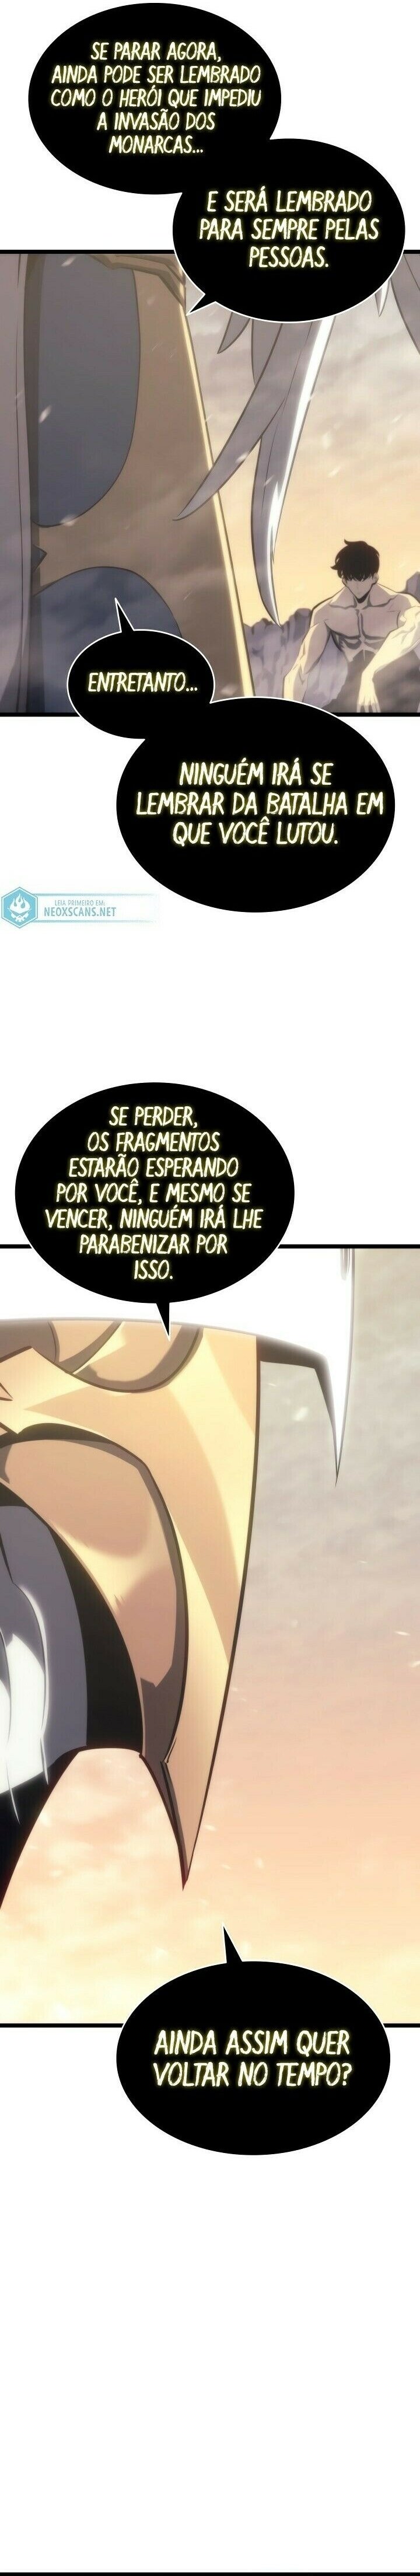 SE PARAR AGORA,
AINDA PODE SER LEMBRADO
COMO O HERÓI QUE IMPEDIU
A INVASÃO DOS
MONARCAS...
E SERÁ LEMBRADO
PARA SEMPRE PELAS
PESSOAS.
ENTRETANTO...
NINGUÉM IRÁ SE
LEMBRAR DA BATALHA EM
QUE VOCÊ LUTOU.
LEIA PRIMEIRO EM:
NEOXSCANS.NET
SE PERDER,
OS FRAGMENTOS
ESTARÃO ESPERANDO
POR VOCÊ, E MESMO SE
VENCER, NINGUÉM IRÁ LHE
PARABENIZAR POR
ISSO.
AINDA ASSIM QUER
VOLTAR NO TEMPO?